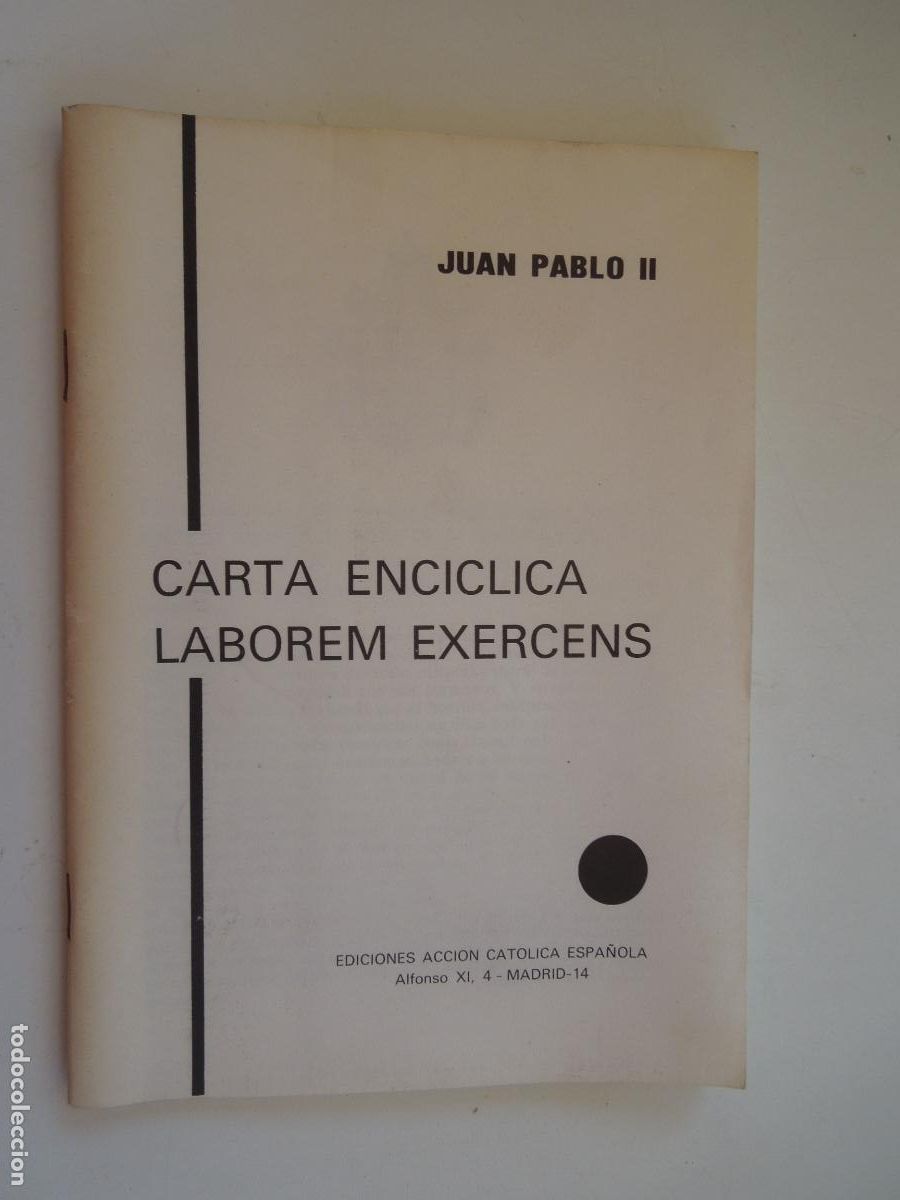 JUAN PABLO II
CARTA ENCICLICA
LABOREM EXERCENS
EDICIONES ACCION CATOLICA ESPAÑOLA
Alfonso XI, 4 - MADRID-14
todocoleccion